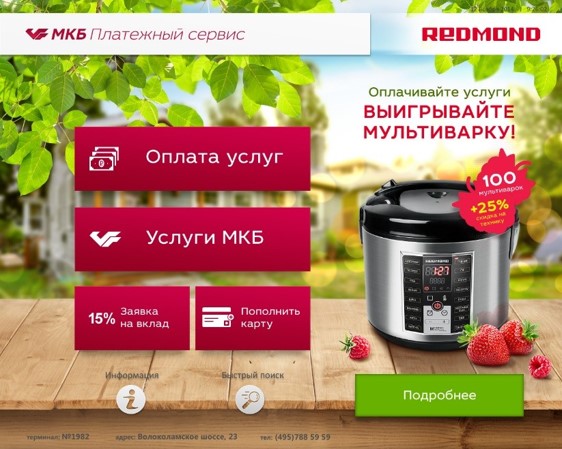 МКБ Платежный сервис
REDMOND
Оплачивайте услуги
ВЫИГРЫВАЙТЕ
МУЛЬТИВАРКУ!
100
мультиварок
+25%
скидка на
технику
Оплата услуг
Услуги МКБ
15% Заявка
на вклад
Пополнить
карту
Подробнее
Информация
Быстрый поиск
терминал: №1982
адрес: Волоколамское шоссе, 23
тел: (495)788 59 59